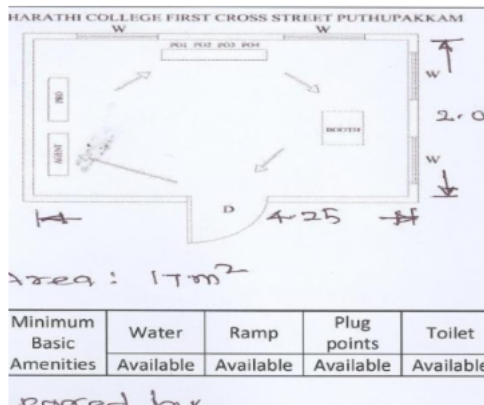 HARATHI COLLEGE FIRST CROSS STREET PUTHUPAKKAM
W W
PO1 PO2 PO3 PO4
W
2.0
BOOTH
AGENT
W
D
4.25
Area : 17m²
Minimum Basic Amenities
Water
Ramp
Plug points
Toilet
Available
Available
Available
Available